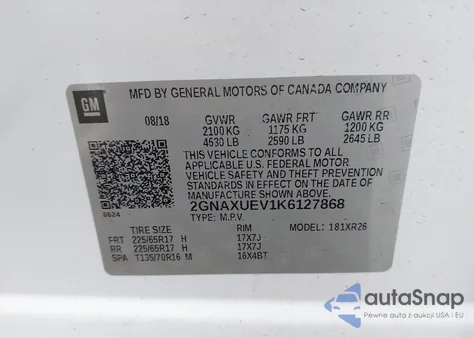 GM
MFD BY GENERAL MOTORS OF CANADA COMPANY
08/18 GVWR GAWR FRT GAWR RR
2100 KG 1175 KG 1200 KG
4630 LB 2590 LB 2645 LB
THIS VEHICLE CONFORMS TO ALL
APPLICABLE U.S. FEDERAL MOTOR
VEHICLE SAFETY AND THEFT PREVENTION
STANDARDS IN EFFECT ON THE DATE OF
MANUFACTURE SHOWN ABOVE.
2GNAXUEV1K6127868
8624
TYPE: M.P.V. MODEL: 181XR26
TIRE SIZE RIM
FRT 225/65R17 H 17X7J
RR 225/65R17 H 17X7J
SPA T135/70R16 M 16X4BT
autoSnap
Pewne auta z aukcji USA i EU